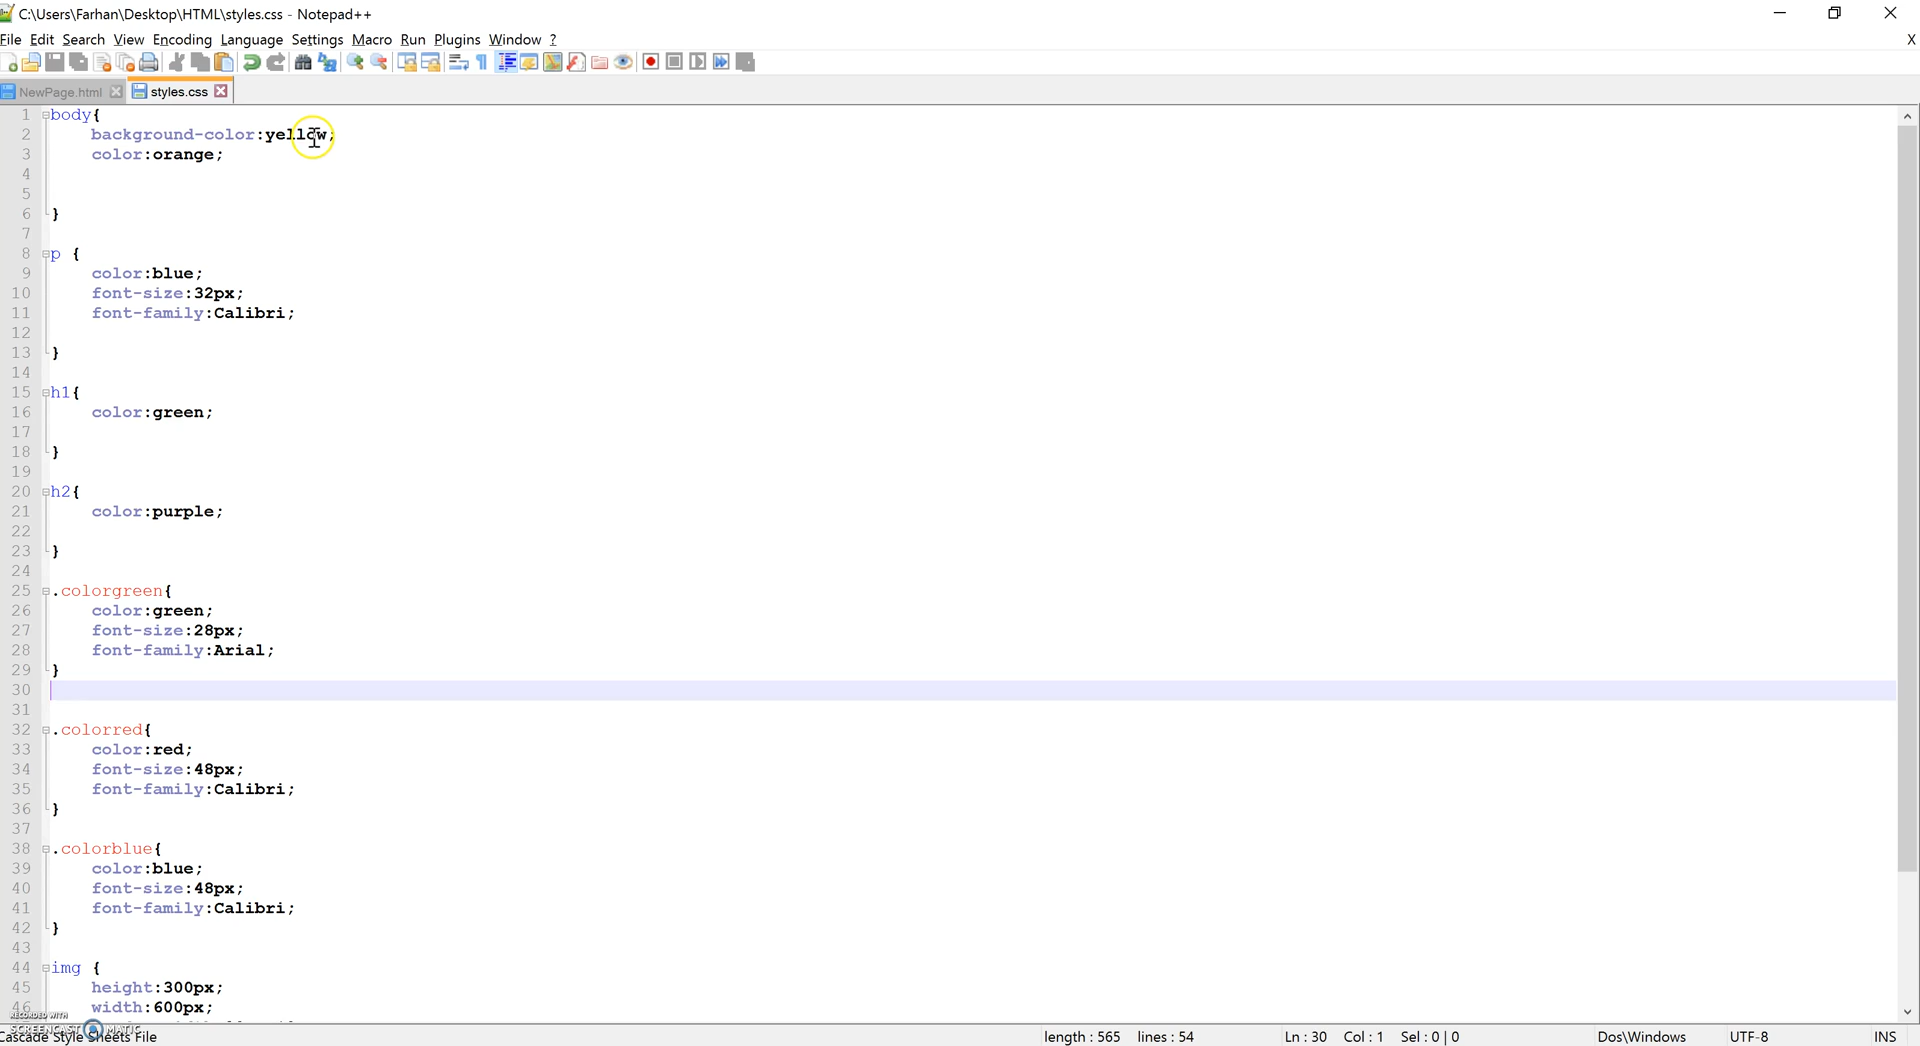 C:\Users\Farhan\Desktop\HTML\styles.css - Notepad++
File Edit Search View Encoding Language Settings Macro Run Plugins Window ? X
NewPage.html styles.css
1 body{
2 background-color:yellow;
3 color:orange;
4
5
6 }
7
8 p {
9 color:blue;
10 font-size:32px;
11 font-family:Calibri;
12
13 }
14
15 h1{
16 color:green;
17
18 }
19
20 h2{
21 color:purple;
22
23 }
24
25 .colorgreen{
26 color:green;
27 font-size:28px;
28 font-family:Arial;
29 }
30
31
32 .colorred{
33 color:red;
34 font-size:48px;
35 font-family:Calibri;
36 }
37
38 .colorblue{
39 color:blue;
40 font-size:48px;
41 font-family:Calibri;
42 }
43
44 img {
45 height:300px;
46 width:600px;
RECORDED WITH
SCREENCAST MATIC
Cascade Style Sheets File length : 565 lines : 54 Ln : 30 Col : 1 Sel : 0 | 0 Dos\Windows UTF-8 INS